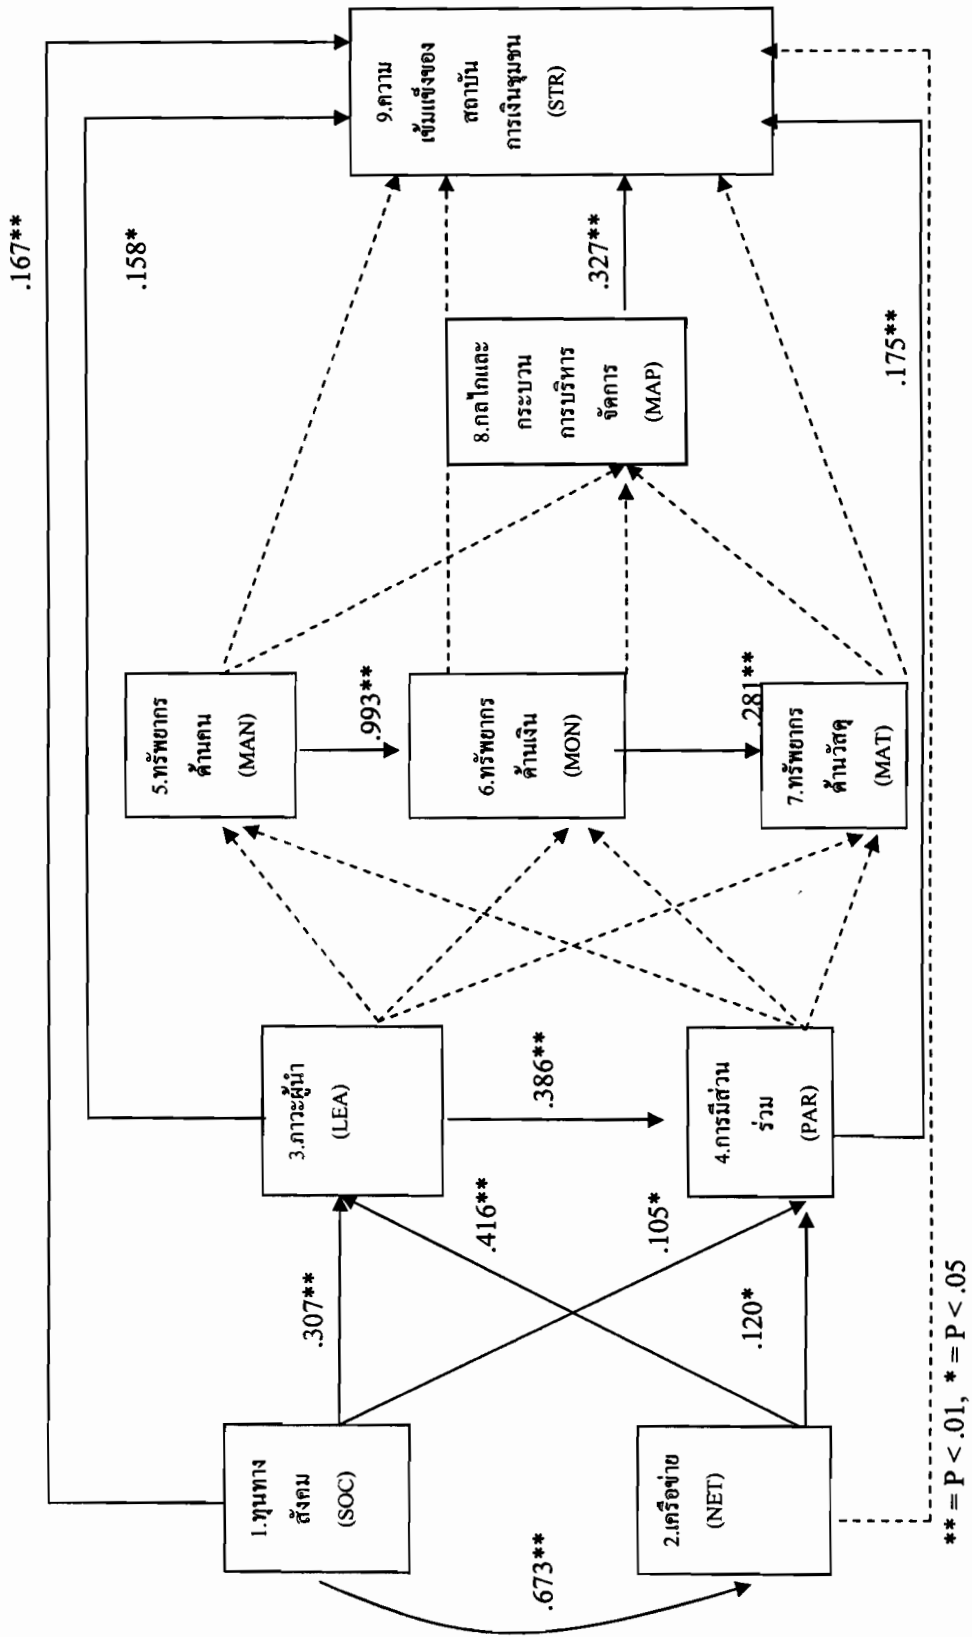 .167**
.158*
1.ทุนทาง
สังคม
(SOC)
.673**
2.เครือข่าย
(NET)
.307**
.416**
.105*
.120*
3.ภาวะผู้นำ
(LEA)
.386**
4.การมีส่วน
ร่วม
(PAR)
5.ทรัพยากร
ด้านคน
(MAN)
.993**
6.ทรัพยากร
ด้านเงิน
(MON)
.281**
7.ทรัพยากร
ด้านวัสดุ
(MAT)
8.กลไกและ
กระบวน
การบริหาร
จัดการ
(MAP)
.327**
.175**
9.ความ
เข้มแข็งของ
สถาบัน
การเงินชุมชน
(STR)
** = P < .01, * = P < .05